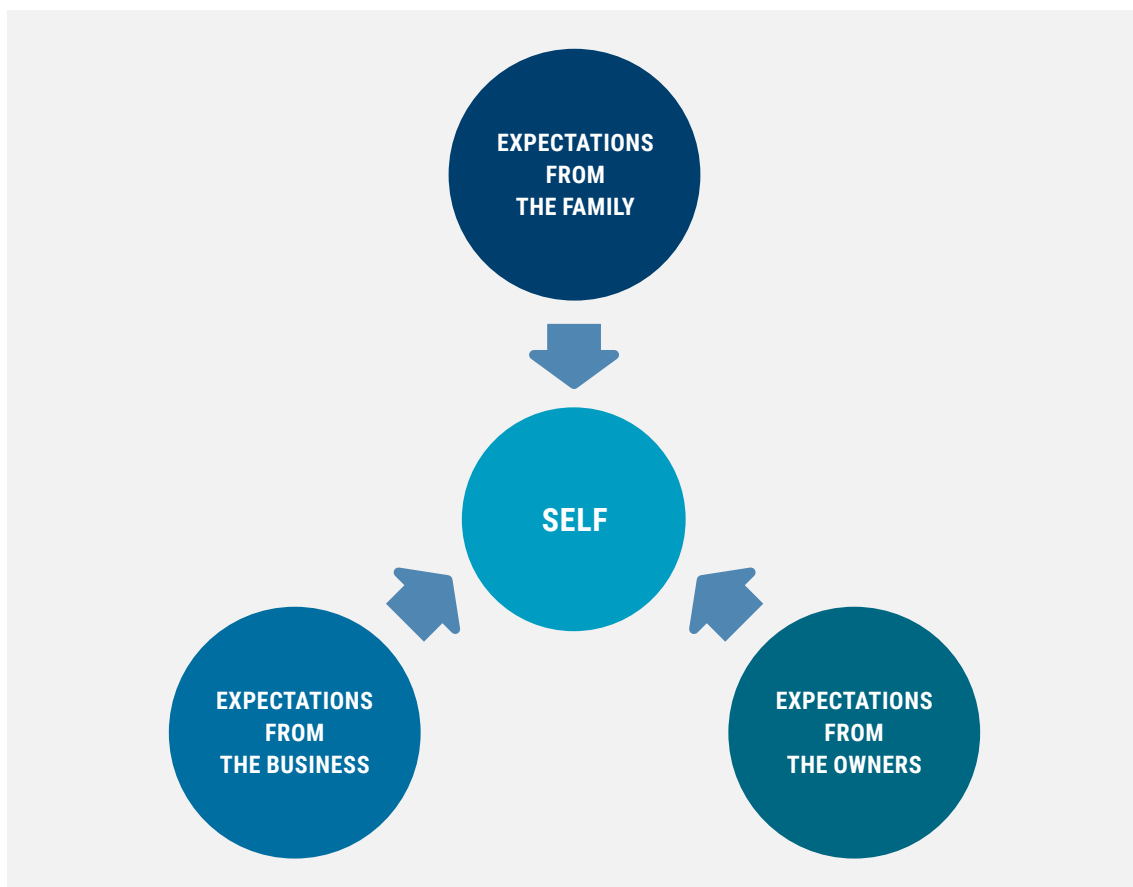 EXPECTATIONS
FROM
THE FAMILY
SELF
EXPECTATIONS
FROM
THE BUSINESS
EXPECTATIONS
FROM
THE OWNERS